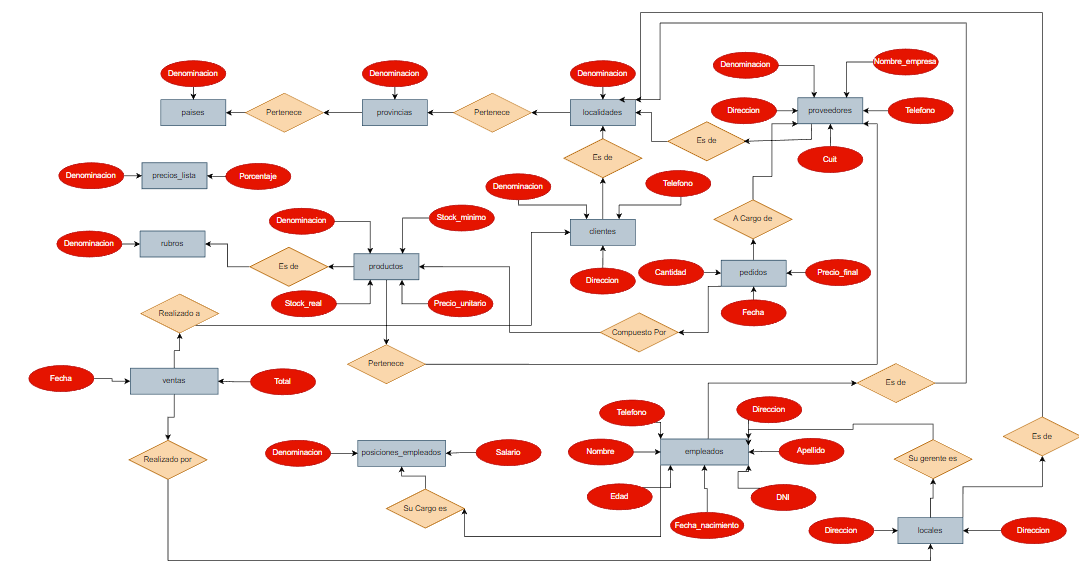 Denominacion
Denominacion
Denominacion
Denominacion
Nombre_empresa
paises
Pertenece
provincias
Pertenece
localidades
Direccion
proveedores
Telefono
Es de
Es de
Cuit
Denominacion
precios_lista
Porcentaje
Denominacion
Telefono
Denominacion
Stock_minimo
A Cargo de
Denominacion
rubros
clientes
Es de
productos
Direccion
Cantidad
pedidos
Precio_final
Stock_real
Precio_unitario
Fecha
Realizado a
Compuesto Por
Pertenece
Fecha
ventas
Total
Es de
Telefono
Direccion
Denominacion
posiciones_empleados
Salario
Nombre
empleados
Apellido
Es de
Realizado por
Su gerente es
Edad
DNI
Su Cargo es
Fecha_nacimiento
Direccion
locales
Direccion